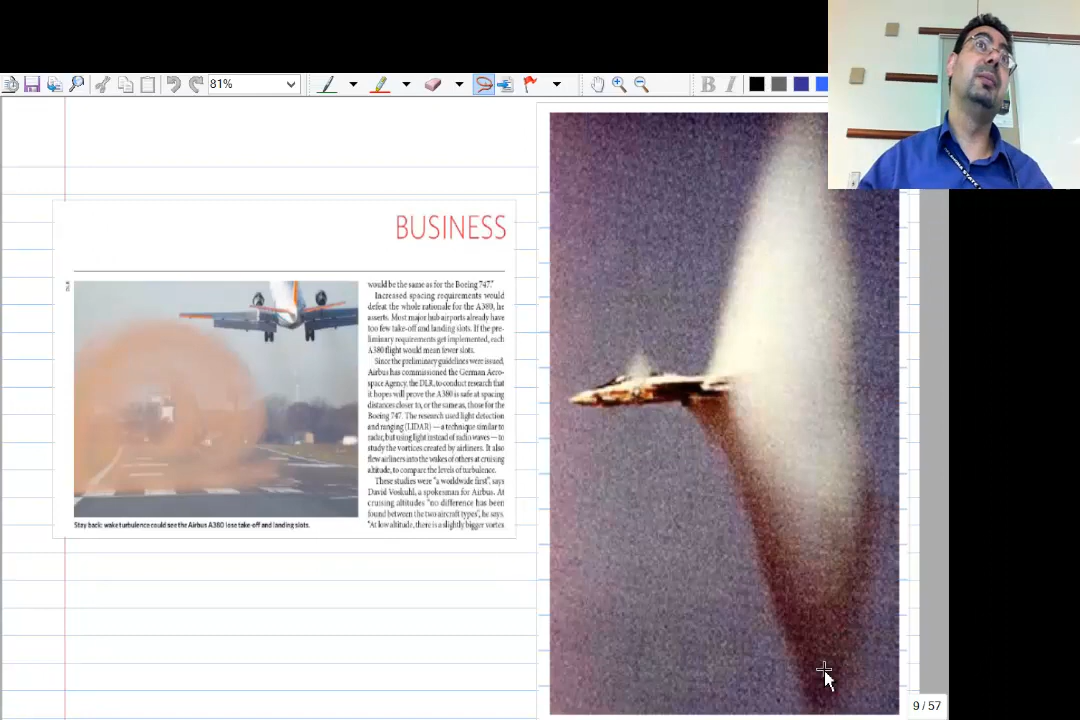 81%
B I
BUSINESS
DLR
would be the same as for the Boeing 747."
Increased spacing requirements would
defeat the whole rationale for the A380, he
asserts. Most major hub airports already have
too few take-off and landing slots. If the pre-
liminary requirements get implemented, each
A380 flight would mean fewer slots.
Since the preliminary guidelines were issued,
Airbus has commissioned the German Aero-
space Agency, the DLR, to conduct research that
it hopes will prove the A380 is safe at spacing
distances closer to, or the same as, those for the
Boeing 747. The research used light detection
and ranging (LIDAR) — a technique similar to
radar, but using light instead of radio waves — to
study the vortices created by airliners. It also
flew airliners into the wakes of others at cruising
altitude, to compare the levels of turbulence.
These studies were "a worldwide first", says
David Voskuhl, a spokesman for Airbus. At
cruising altitudes "no difference has been
found between the two aircraft types", he says.
"At low altitude, there is a slightly bigger vortex
Stay back: wake turbulence could see the Airbus A380 lose take-off and landing slots.
STATE
9 / 57